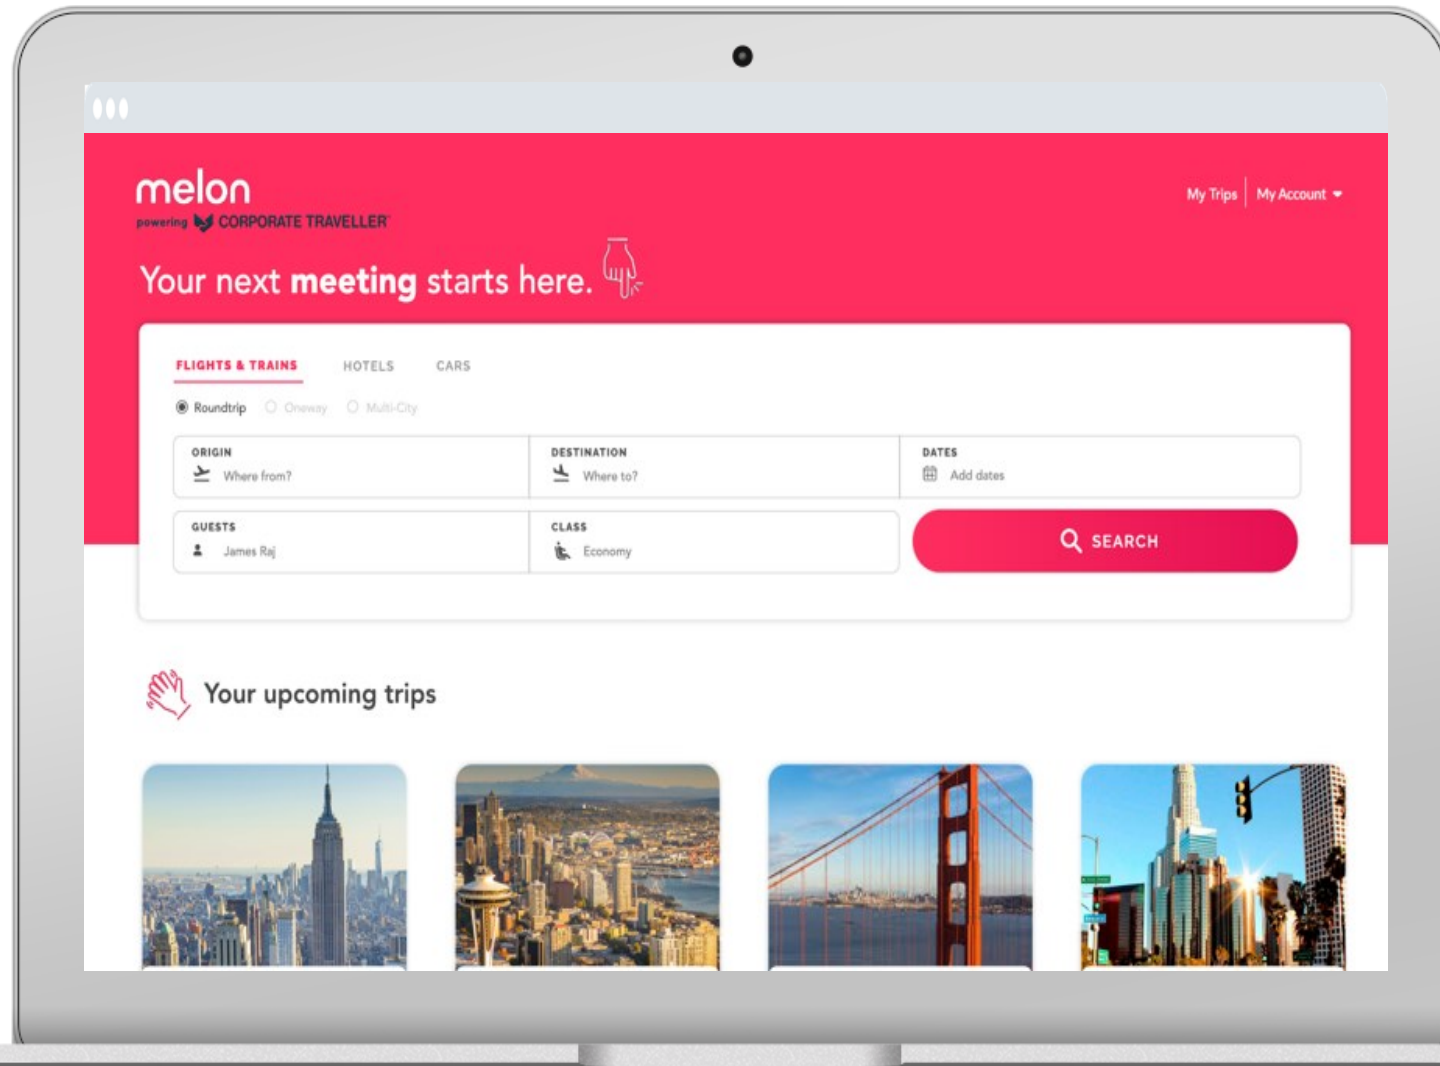 melon
My Trips
My Account
powering CORPORATE TRAVELLER
Your next meeting starts here.
FLIGHTS & TRAINS
HOTELS
CARS
Roundtrip
Oneway
Multi-City
ORIGIN
Where from?
DESTINATION
Where to?
DATES
Add dates
GUESTS
James Raj
CLASS
Economy
SEARCH
Your upcoming trips